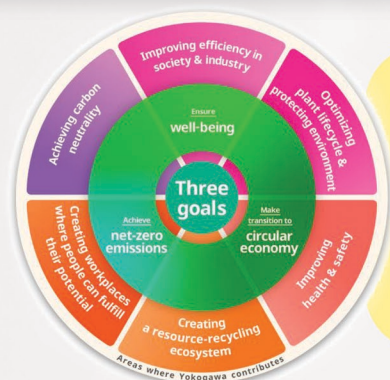 Improving efficiency in
society & industry
Optimizing
plant lifecycle &
protecting environment
Improving
health & safety
Creating
a resource-recycling
ecosystem
Creating workplaces
where people can fulfill
their potential
Achieving carbon
neutrality
Ensure
well-being
Make
transition to
circular
economy
Achieve
net-zero
emissions
Three
goals
Areas where Yokogawa contributes